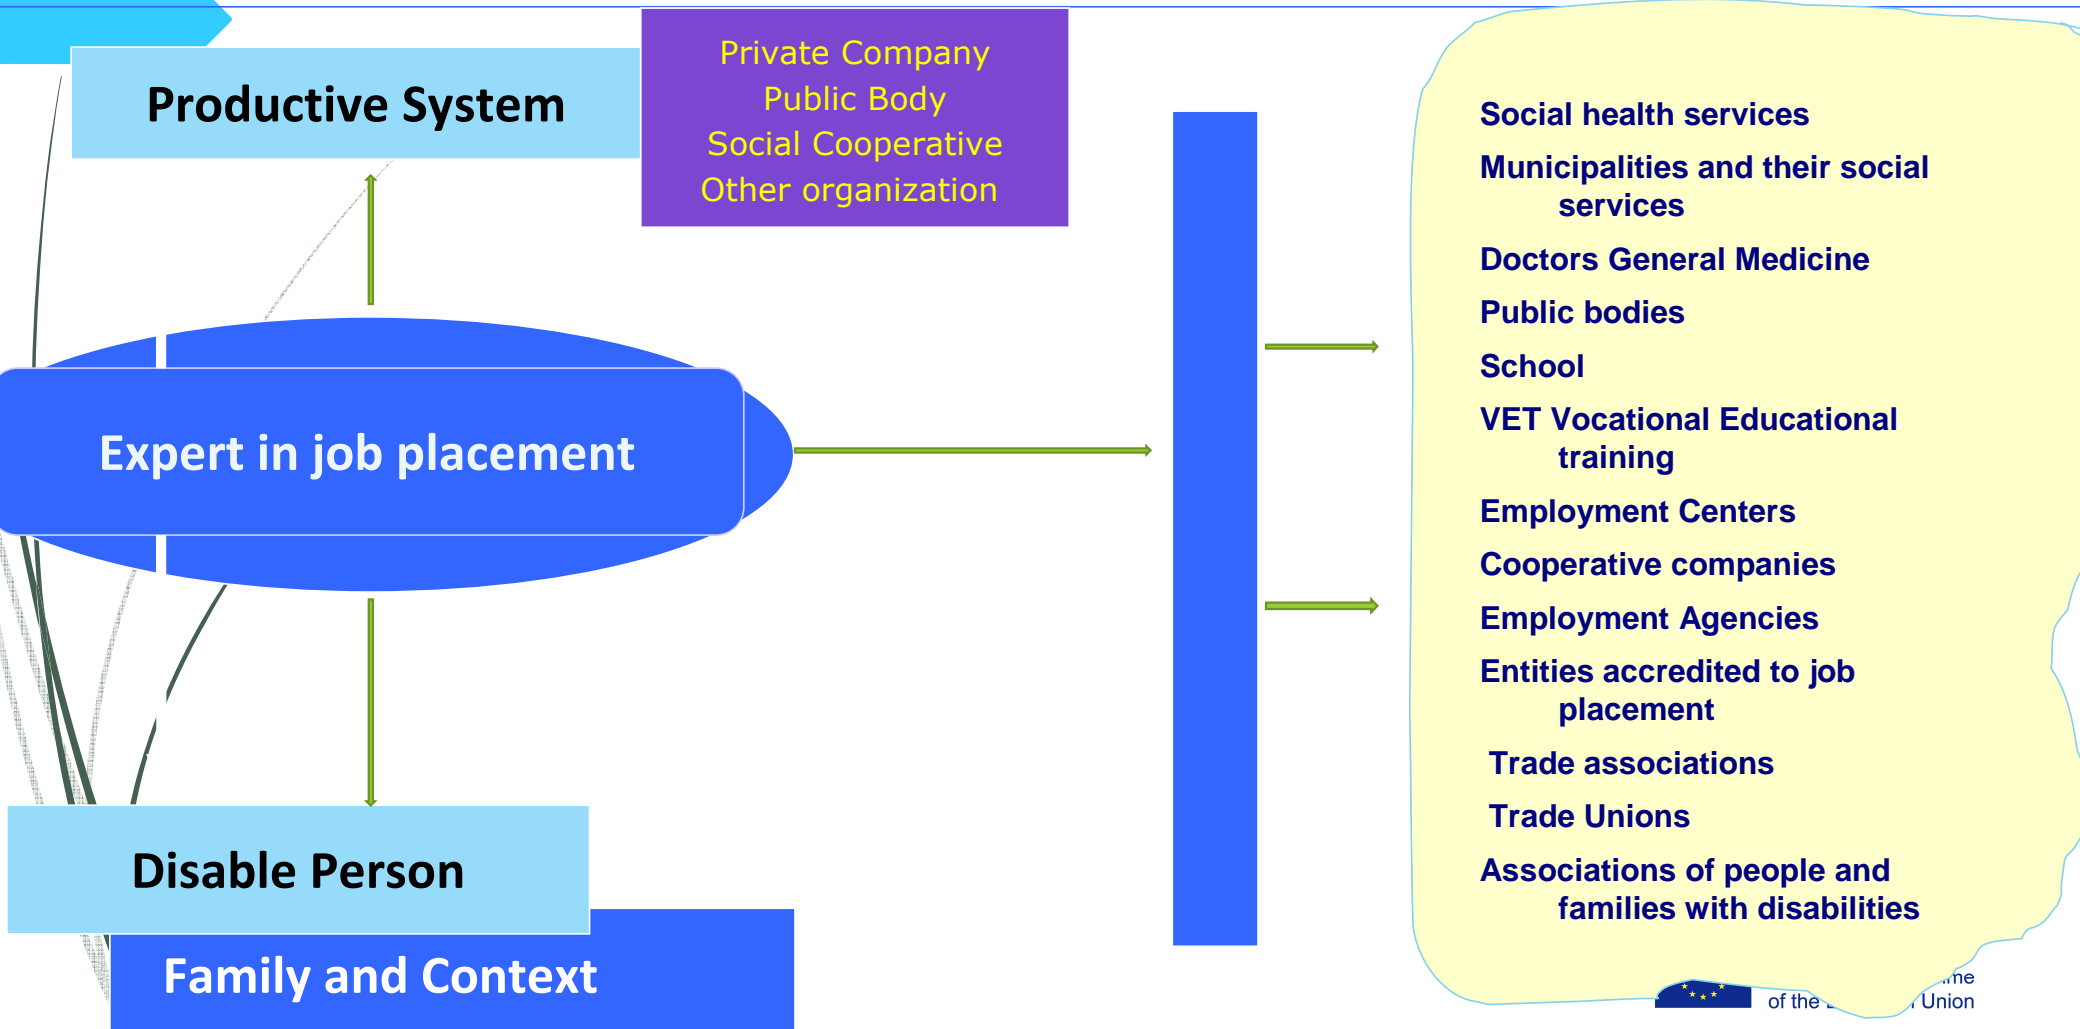 Productive System
Private Company
Public Body
Social Cooperative
Other organization
Expert in job placement
Disable Person
Family and Context
Social health services
Municipalities and their social
services
Doctors General Medicine
Public bodies
School
VET Vocational Educational
training
Employment Centers
Cooperative companies
Employment Agencies
Entities accredited to job
placement
Trade associations
Trade Unions
Associations of people and
families with disabilities
of the Union